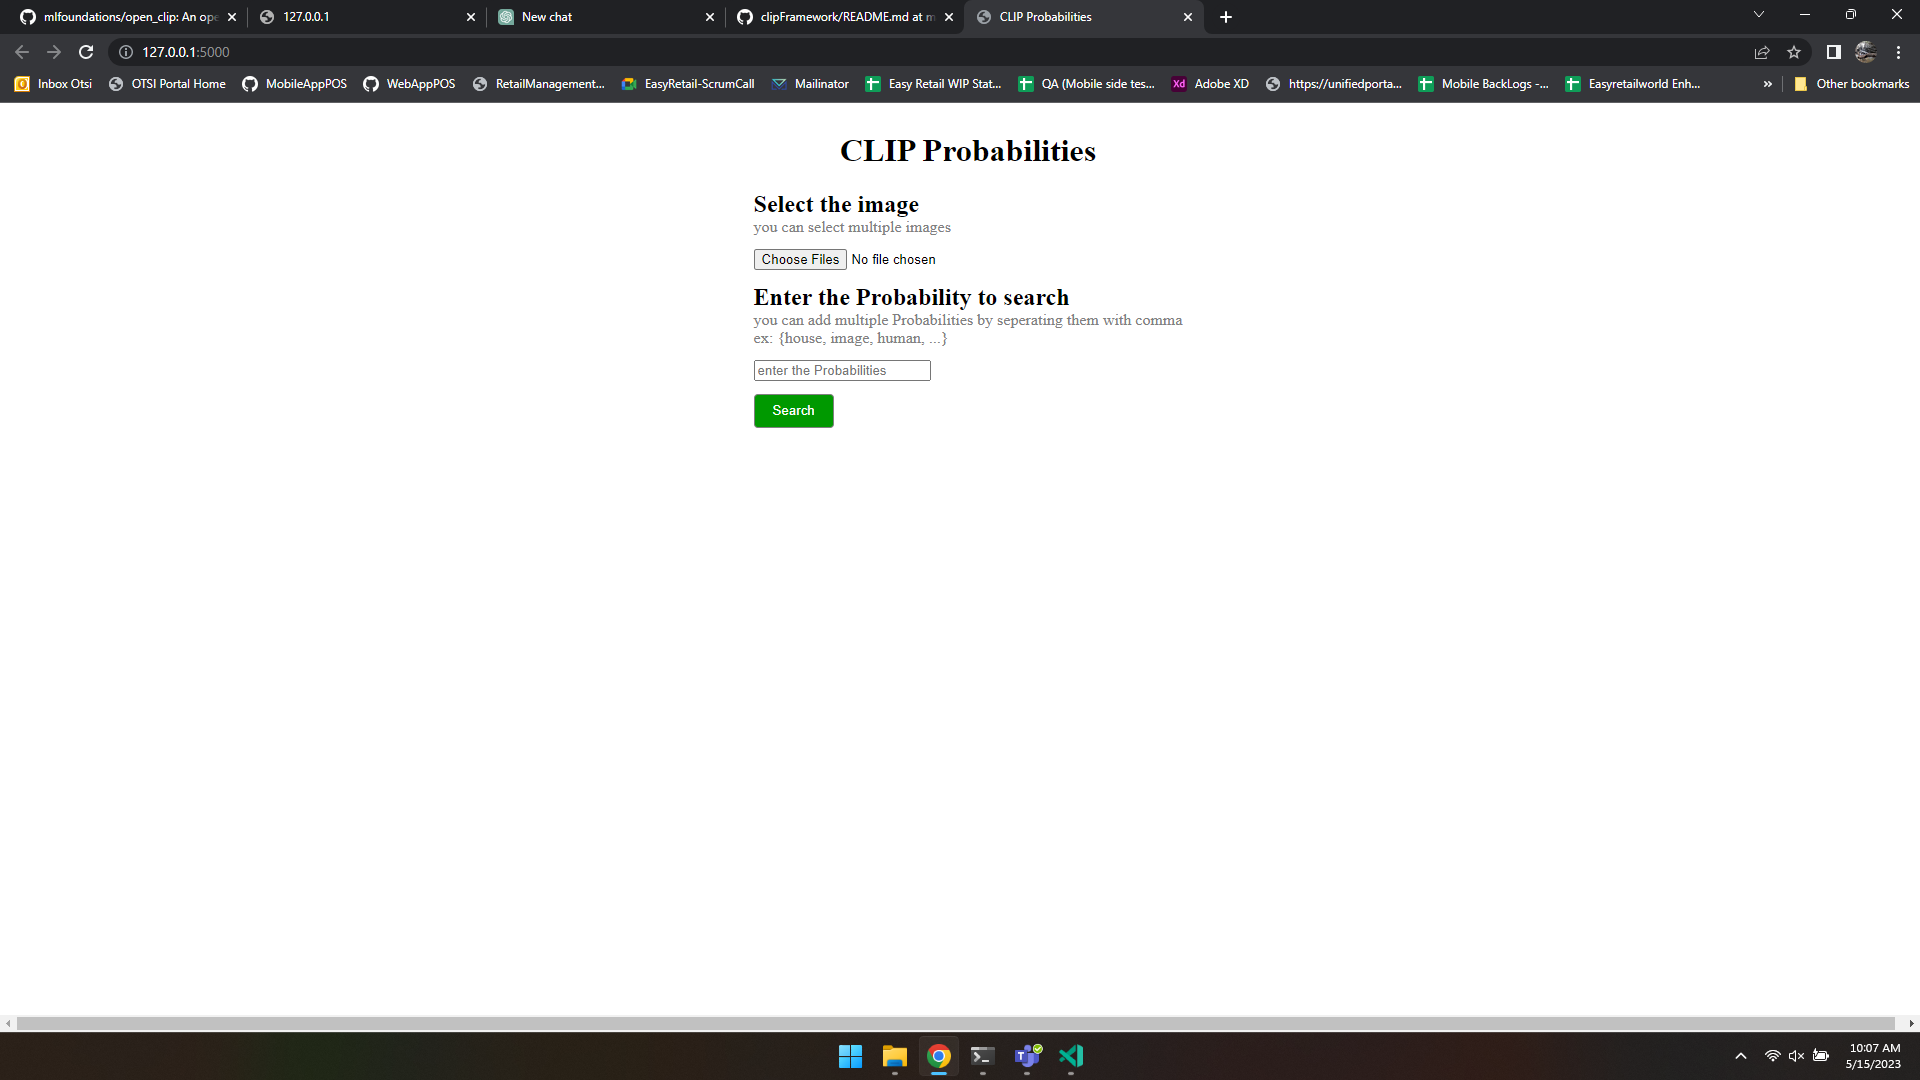 mlfoundations/open_clip: An ope
127.0.0.1
New chat
clipFramework/README.md at m
CLIP Probabilities
127.0.0.1:5000
Inbox Otsi
OTSI Portal Home
MobileAppPOS
WebAppPOS
RetailManagement...
EasyRetail-ScrumCall
Mailinator
Easy Retail WIP Stat...
QA (Mobile side tes...
Xd
Adobe XD
https://unifiedporta...
Mobile BackLogs -...
Easyretailworld Enh...
»
Other bookmarks
CLIP Probabilities
Select the image
you can select multiple images
Choose Files No file chosen
Enter the Probability to search
you can add multiple Probabilities by seperating them with comma
ex: {house, image, human, ...}
enter the Probabilities
Search
10:07 AM
5/15/2023